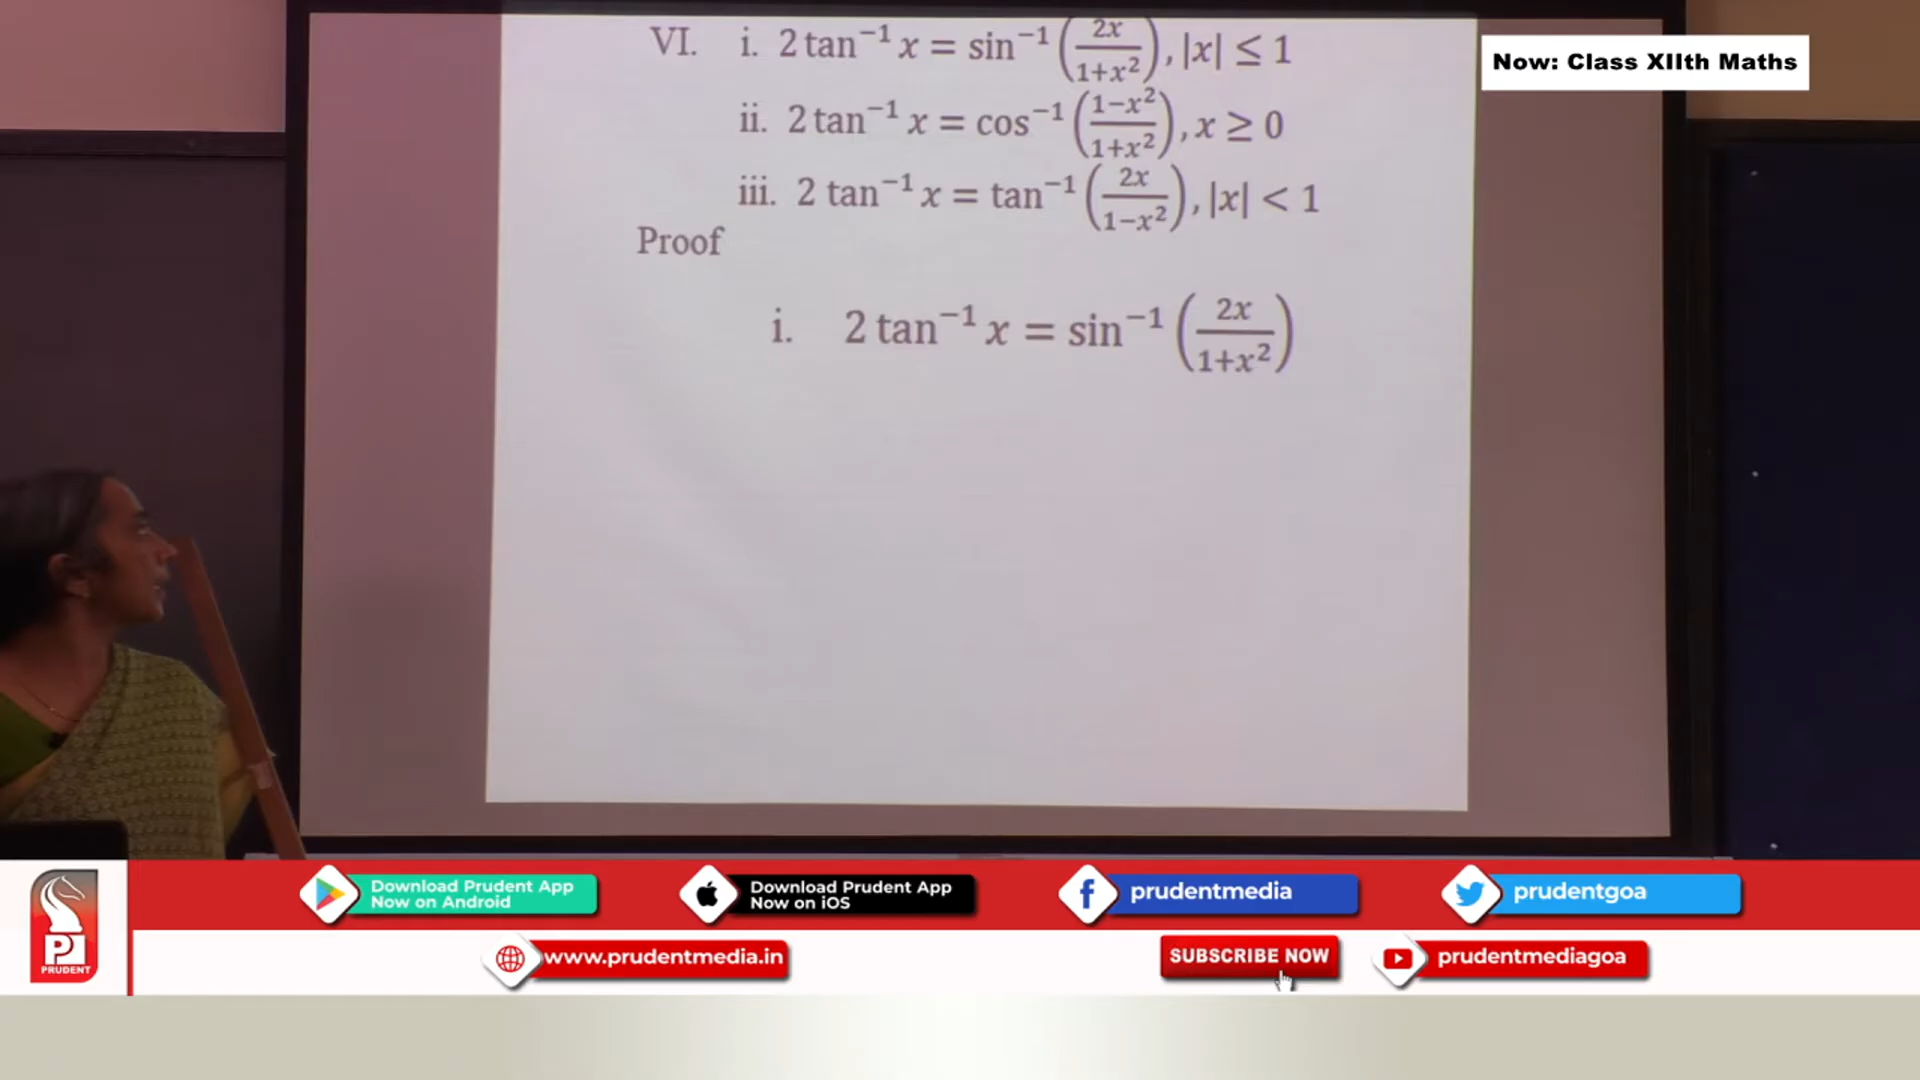 VI. i. 2 tan⁻¹ x = sin⁻¹ (2x/1+x²), |x| ≤ 1
Now: Class XIIth Maths
ii. 2 tan⁻¹ x = cos⁻¹ (1−x²/1+x²), x ≥ 0
iii. 2 tan⁻¹ x = tan⁻¹ (2x/1−x²), |x| < 1
Proof
i. 2 tan⁻¹ x = sin⁻¹ (2x/1+x²)
Download Prudent App
Now on Android
Download Prudent App
Now on iOS
prudentmedia
prudentgoa
PRUDENT
www.prudentmedia.in
SUBSCRIBE NOW
prudentmediagoa